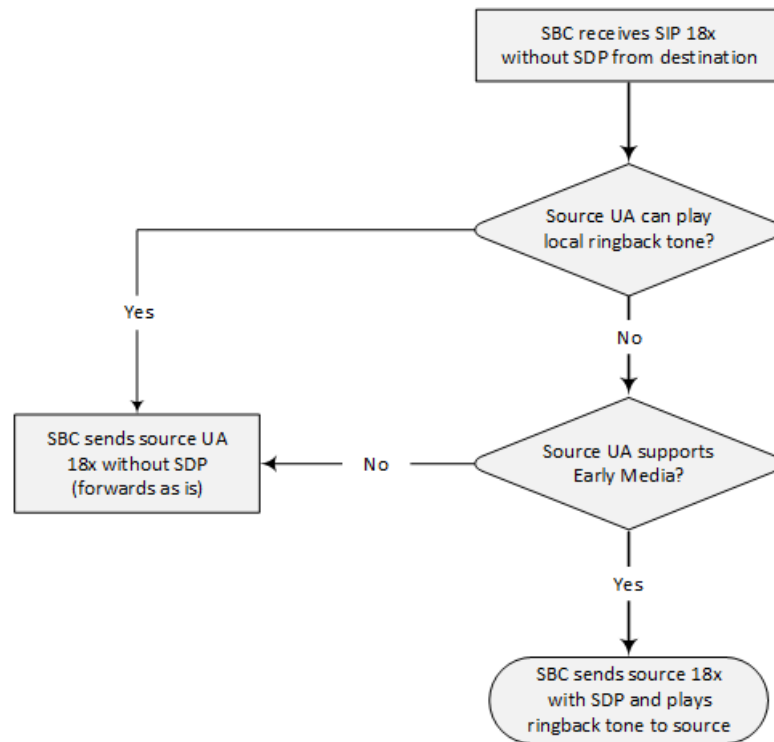 SBC receives SIP 18x
without SDP from destination
Source UA can play
local ringback tone?
Yes
No
SBC sends source UA
18x without SDP
(forwards as is)
No
Source UA supports
Early Media?
Yes
SBC sends source 18x
with SDP and plays
ringback tone to source